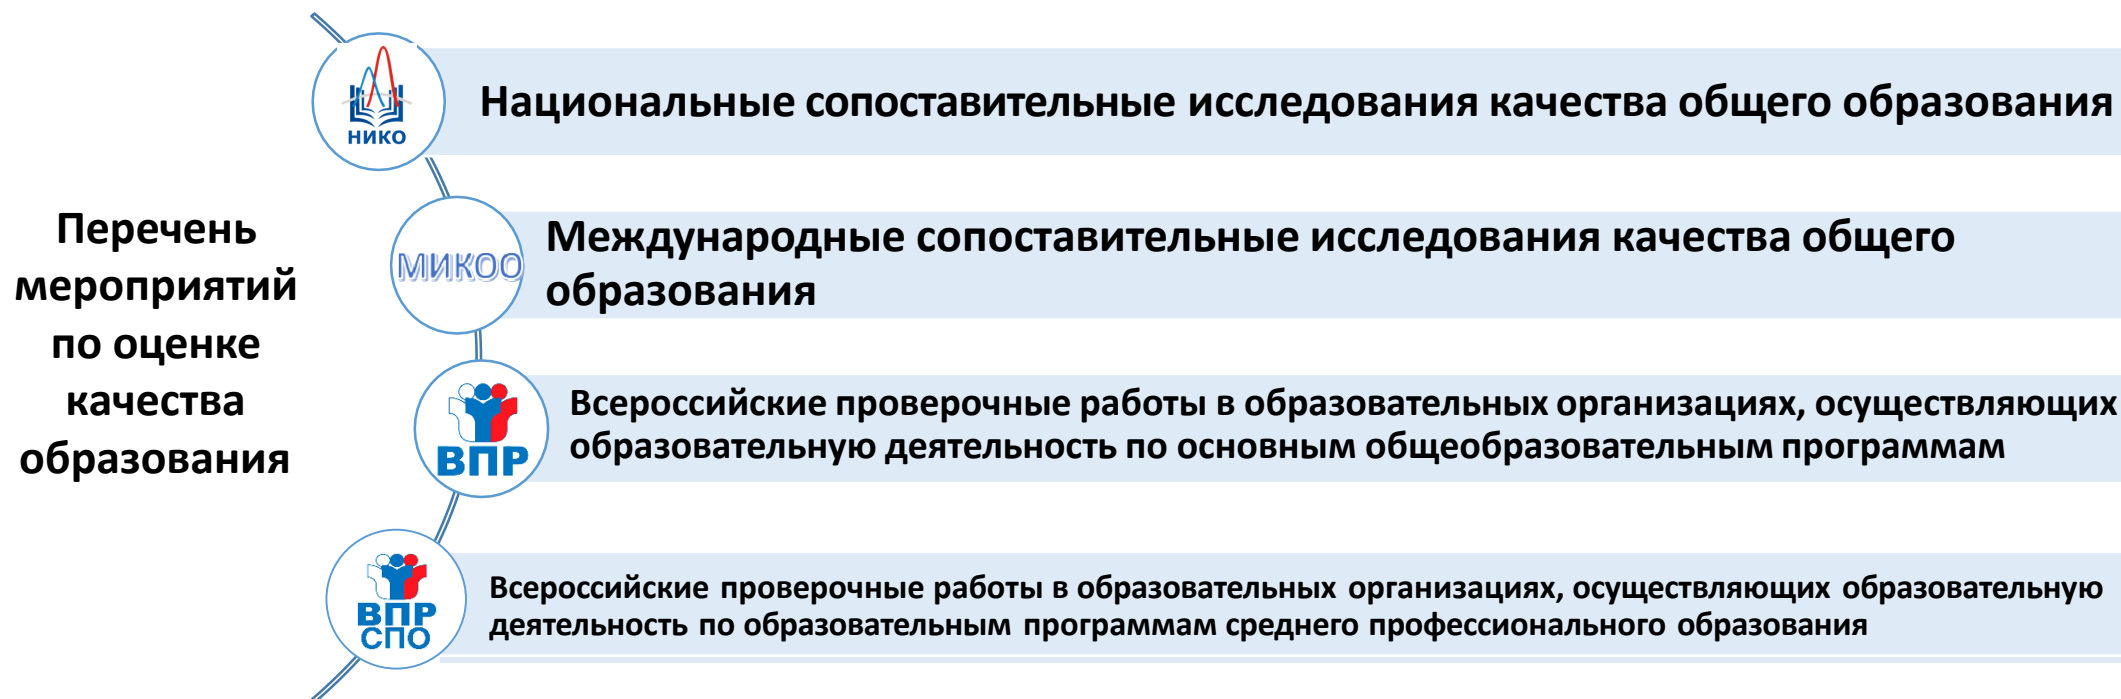 Перечень
мероприятий
по оценке
качества
образования
НИКО
Национальные сопоставительные исследования качества общего образования
МИКОО
Международные сопоставительные исследования качества общего
образования
ВПР
Всероссийские проверочные работы в образовательных организациях, осуществляющих
образовательную деятельность по основным общеобразовательным программам
ВПР
СПО
Всероссийские проверочные работы в образовательных организациях, осуществляющих образовательную
деятельность по образовательным программам среднего профессионального образования